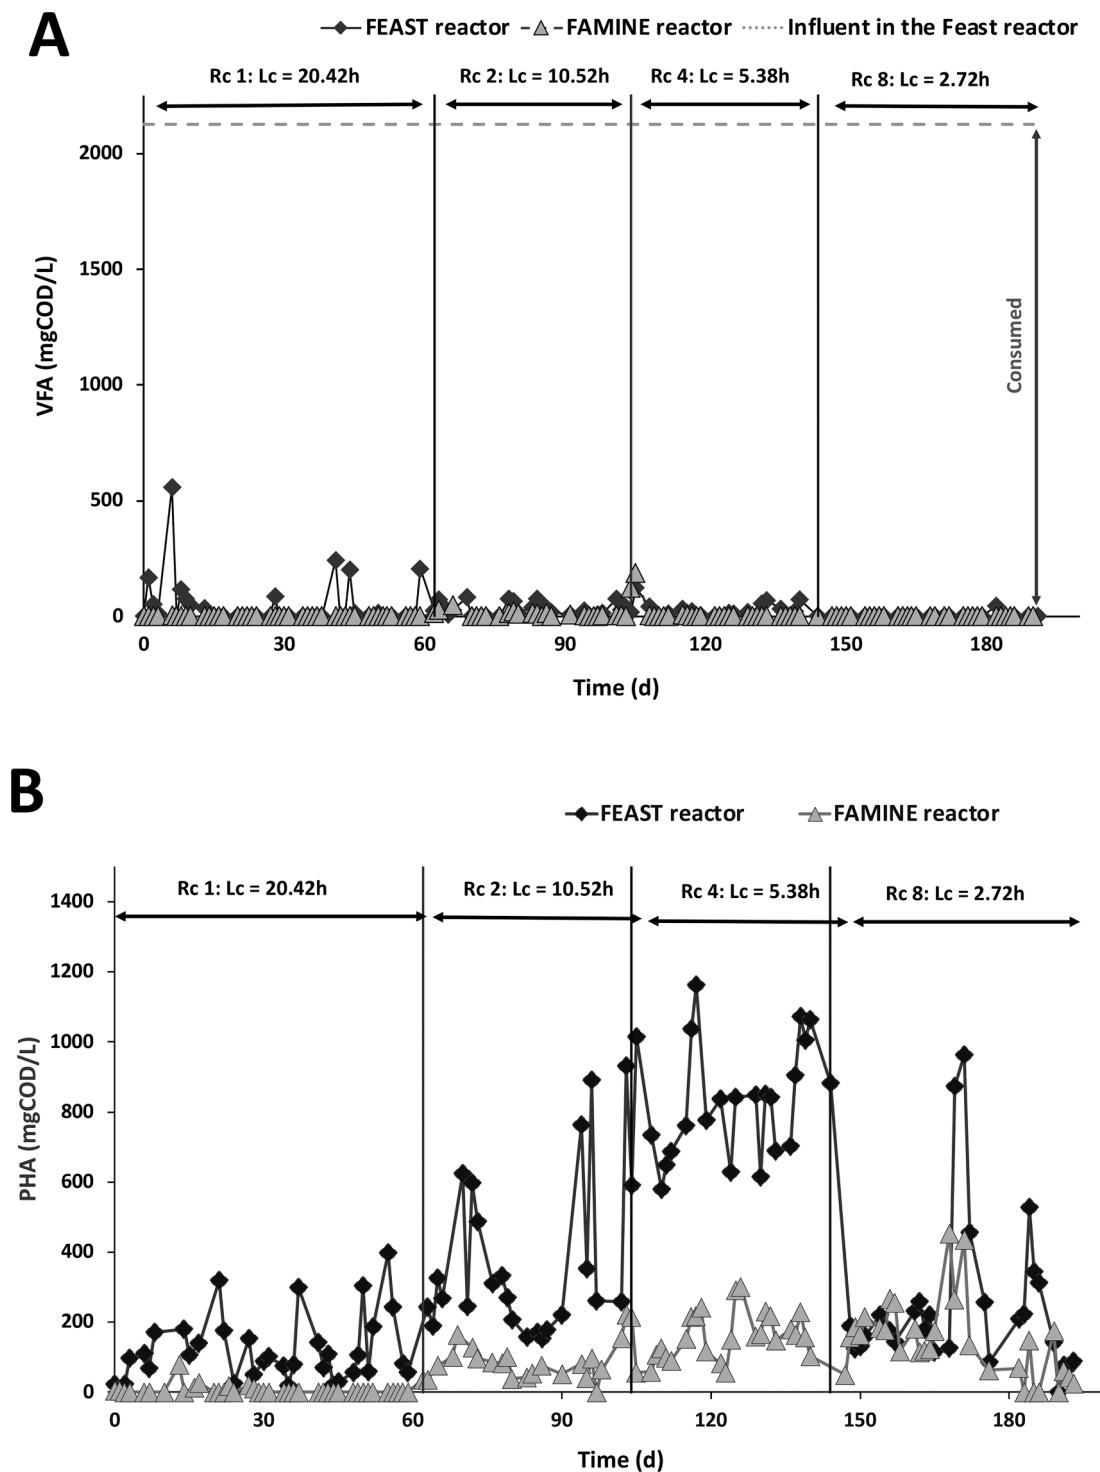 A
FEAST reactor FAMINE reactor Influent in the Feast reactor
Rc 1: Lc = 20.42h Rc 2: Lc = 10.52h Rc 4: Lc = 5.38h Rc 8: Lc = 2.72h
VFA (mgCOD/L)
2000
1500
1000
500
0
Consumed
0 30 60 90 120 150 180
Time (d)
B
FEAST reactor FAMINE reactor
Rc 1: Lc = 20.42h Rc 2: Lc = 10.52h Rc 4: Lc = 5.38h Rc 8: Lc = 2.72h
PHA (mgCOD/L)
1400
1200
1000
800
600
400
200
0
0 30 60 90 120 150 180
Time (d)